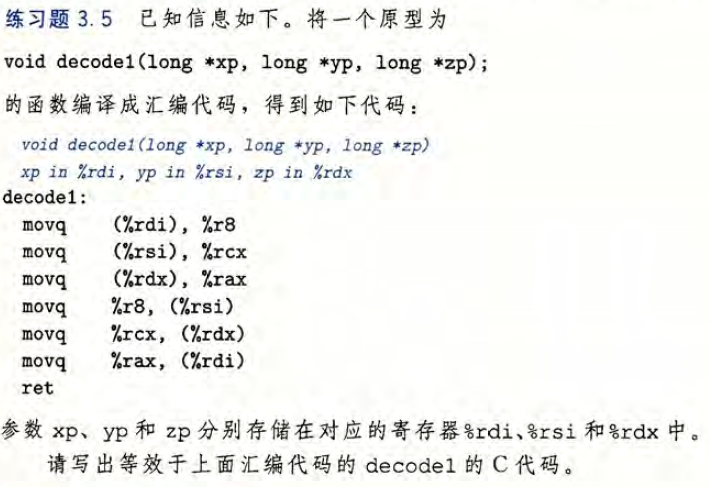 练习题 3.5 已知信息如下。将一个原型为
void decode1(long *xp, long *yp, long *zp);
的函数编译成汇编代码，得到如下代码：
void decode1(long *xp, long *yp, long *zp)
xp in %rdi, yp in %rsi, zp in %rdx
decode1:
movq (%rdi), %r8
movq (%rsi), %rcx
movq (%rdx), %rax
movq %r8, (%rsi)
movq %rcx, (%rdx)
movq %rax, (%rdi)
ret
参数 xp、yp 和 zp 分别存储在对应的寄存器%rdi、%rsi 和%rdx 中。
请写出等效于上面汇编代码的 decode1 的 C 代码。